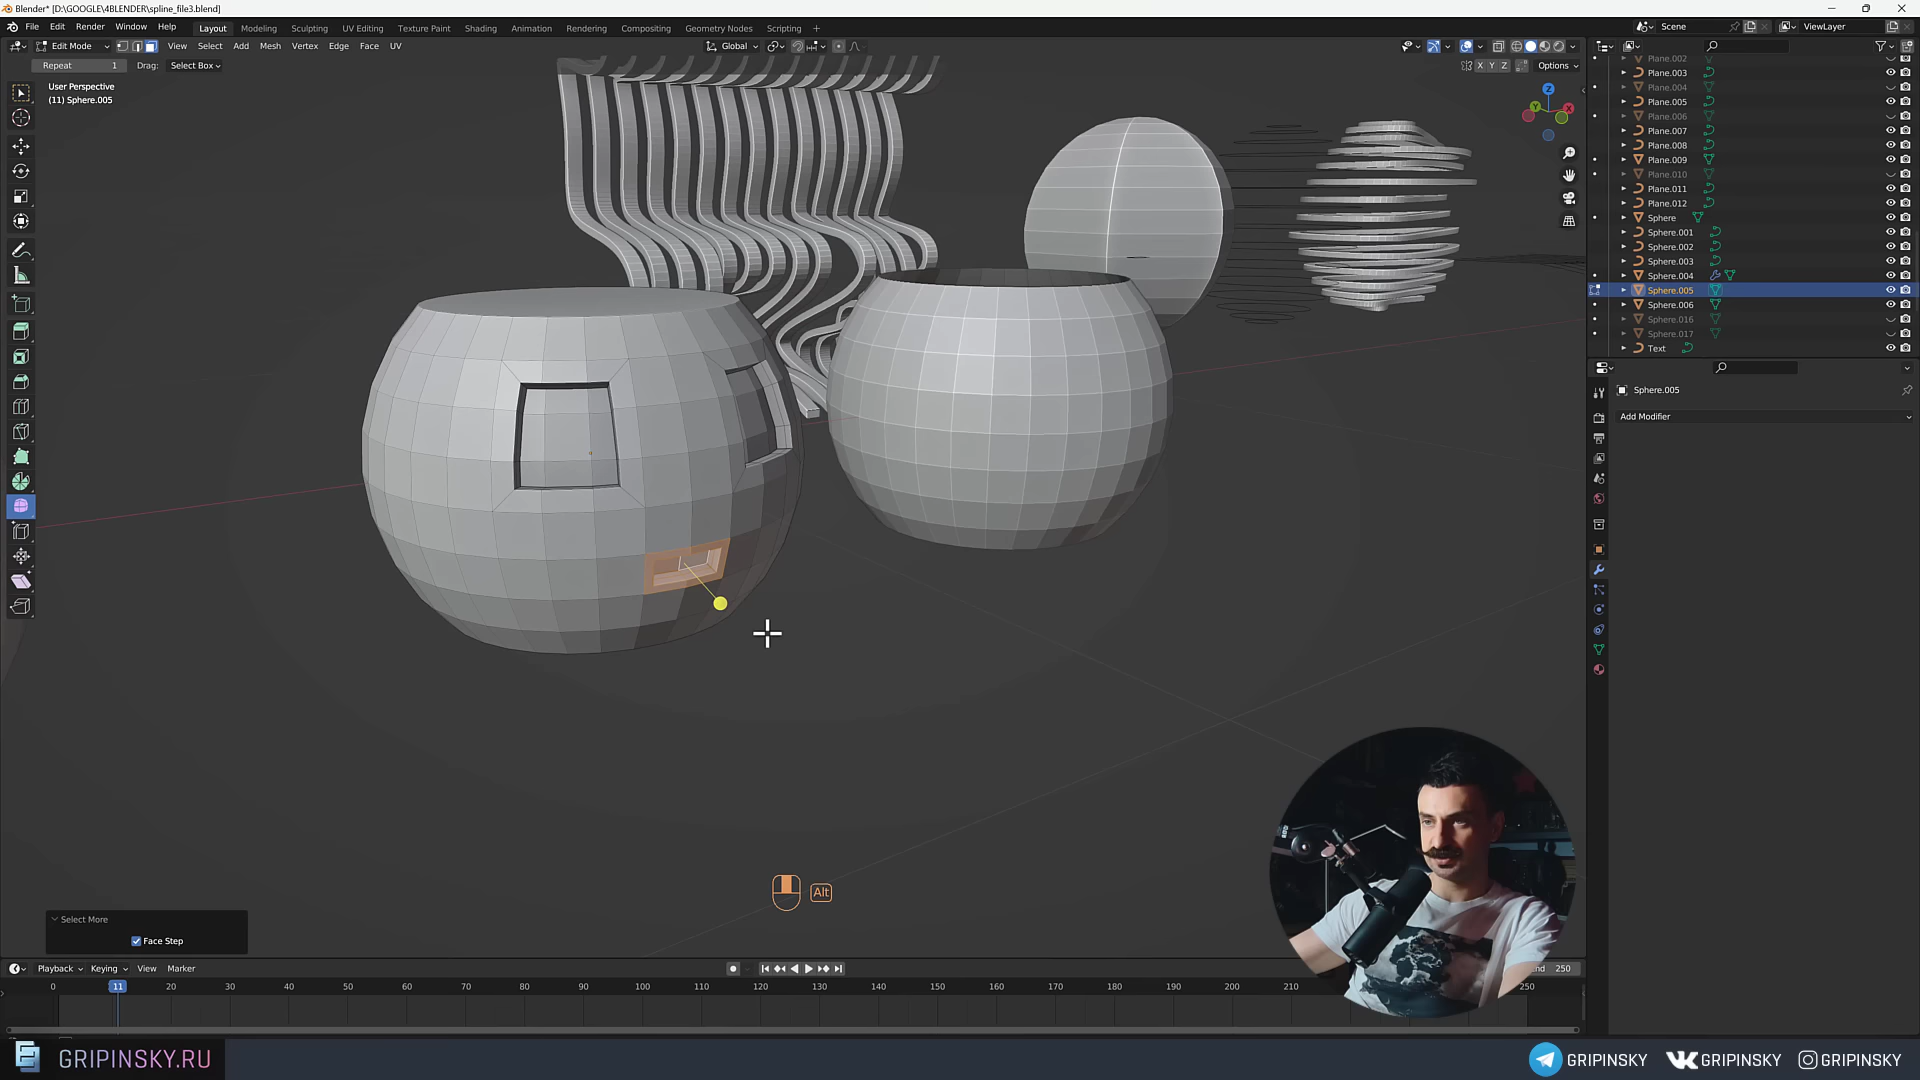 Blender* [D:\GOOGLE\4BLENDER\spline_file3.blend]
File Edit Render Window Help Layout Modeling Sculpting UV Editing Texture Paint Shading Animation Rendering Compositing Geometry Nodes Scripting + Scene ViewLayer
Edit Mode View Select Add Mesh Vertex Edge Face UV Global
Repeat 1 Drag: Select Box X Y Z Options
User Perspective
(11) Sphere.005
Z
Y
X
Plane.002
Plane.003
Plane.004
Plane.005
Plane.006
Plane.007
Plane.008
Plane.009
Plane.010
Plane.011
Plane.012
Sphere
Sphere.001
Sphere.002
Sphere.003
Sphere.004
Sphere.005
Sphere.006
Sphere.016
Sphere.017
Text
Sphere.005
Add Modifier
Alt
Select More
Face Step
Playback Keying View Marker
nd 250
0 11 20 30 40 50 60 70 80 90 100 110 120 130 140 150 160 170 180 190 200 210 250
GRIPINSKY.RU
GRIPINSKY GRIPINSKY GRIPINSKY